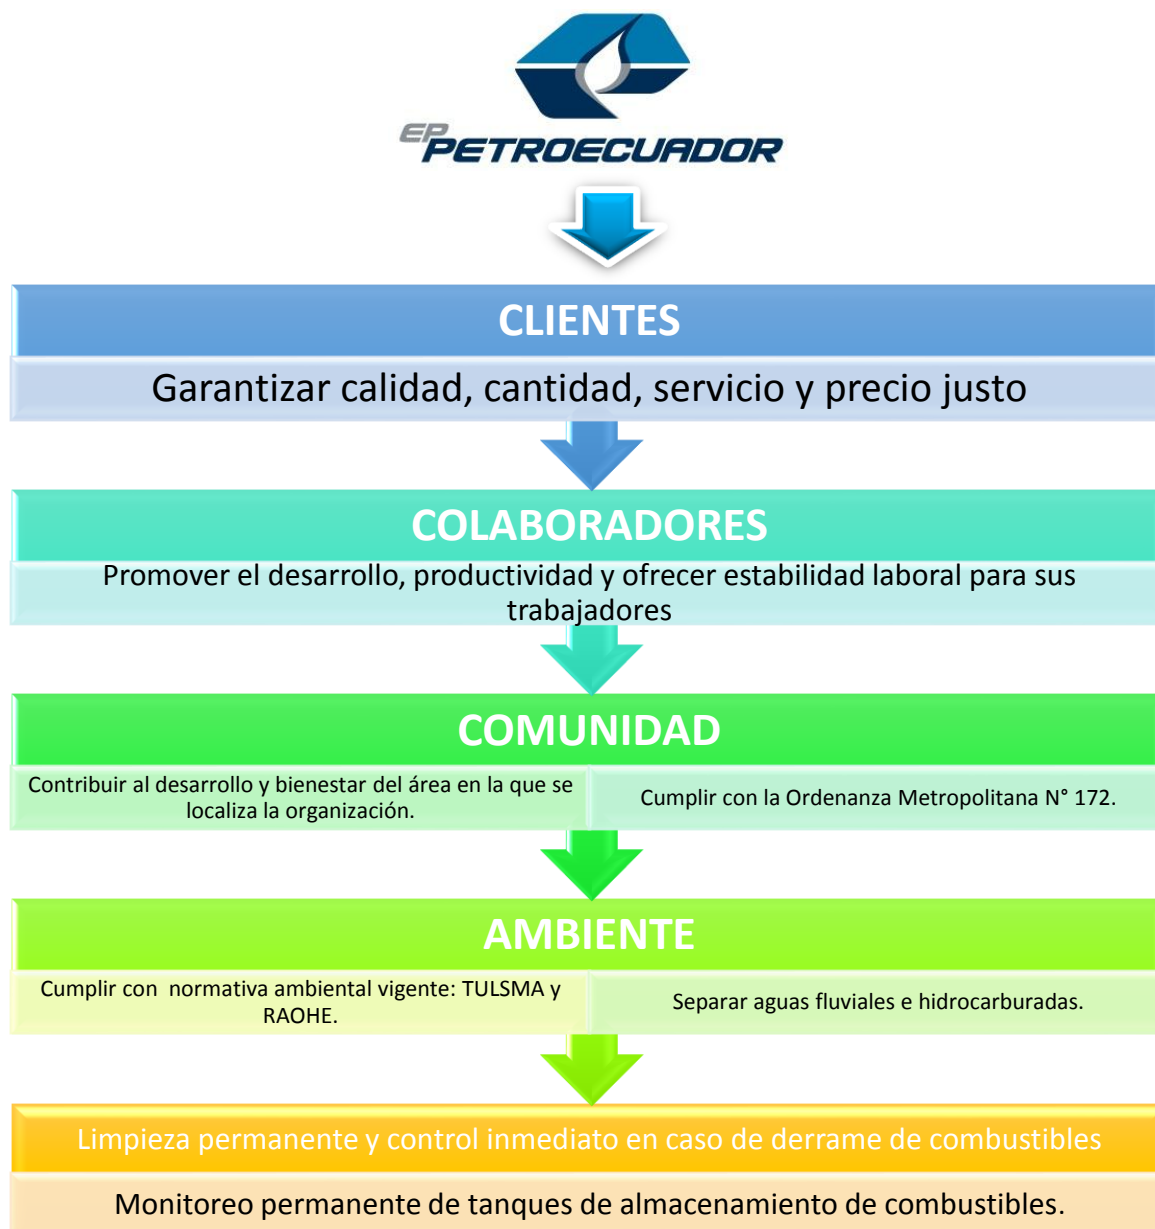 EP
PETROECUADOR
CLIENTES
Garantizar calidad, cantidad, servicio y precio justo
COLABORADORES
Promover el desarrollo, productividad y ofrecer estabilidad laboral para sus
trabajadores
COMUNIDAD
Contribuir al desarrollo y bienestar del área en la que se
localiza la organización.
Cumplir con la Ordenanza Metropolitana N° 172.
AMBIENTE
Cumplir con normativa ambiental vigente: TULSMA y
RAOHE.
Separar aguas fluviales e hidrocarburadas.
Limpieza permanente y control inmediato en caso de derrame de combustibles
Monitoreo permanente de tanques de almacenamiento de combustibles.